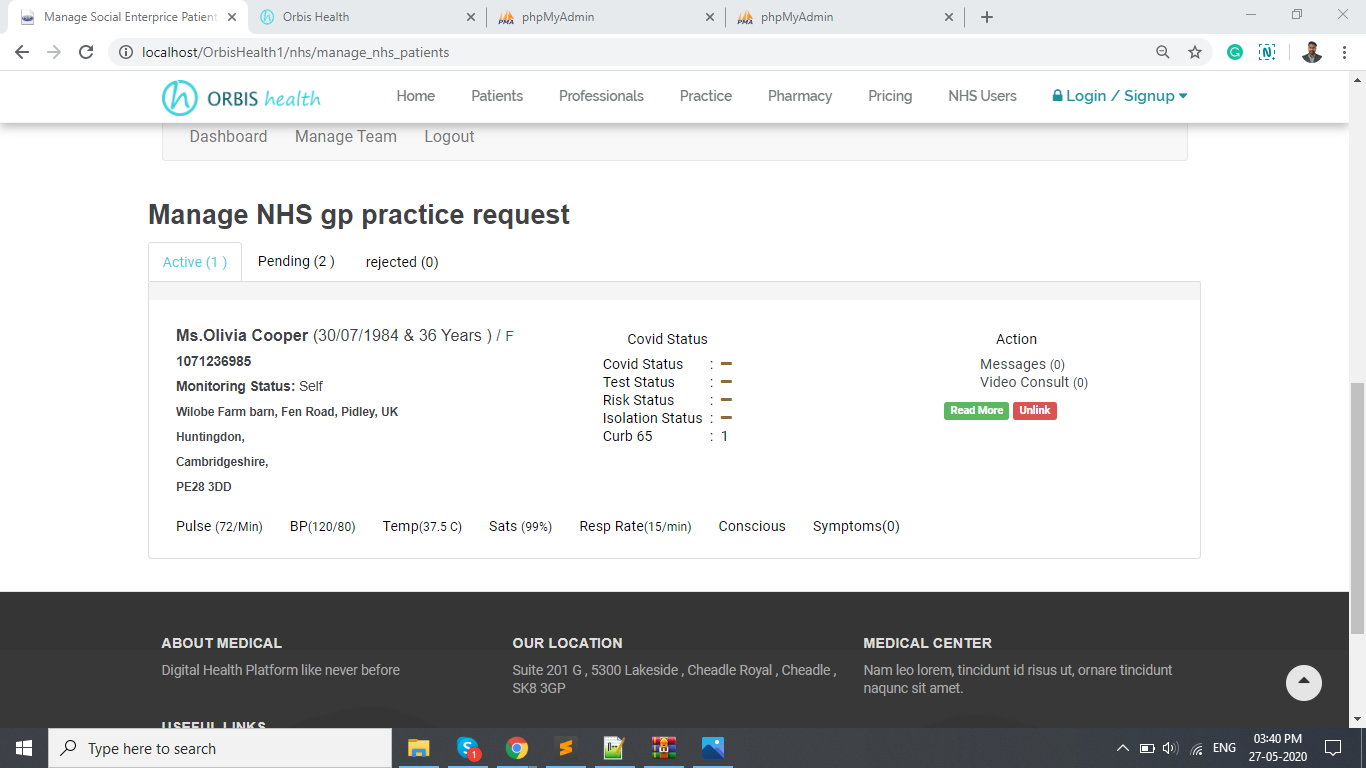 Manage Social Enterprice Patient
Orbis Health
phpMyAdmin
phpMyAdmin
localhost/OrbisHealth1/nhs/manage_nhs_patients
ORBIS health
Home Patients Professionals Practice Pharmacy Pricing NHS Users Login / Signup
Dashboard Manage Team Logout
Manage NHS gp practice request
Active (1 ) Pending (2 ) rejected (0)
Ms.Olivia Cooper (30/07/1984 & 36 Years ) / F
1071236985
Monitoring Status: Self
Wilobe Farm barn, Fen Road, Pidley, UK
Huntingdon,
Cambridgeshire,
PE28 3DD
Covid Status
Covid Status :
Test Status :
Risk Status :
Isolation Status :
Curb 65 : 1
Action
Messages (0)
Video Consult (0)
Read More Unlink
Pulse (72/Min) BP(120/80) Temp(37.5 C) Sats (99%) Resp Rate(15/min) Conscious Symptoms(0)
ABOUT MEDICAL
Digital Health Platform like never before
OUR LOCATION
Suite 201 G , 5300 Lakeside , Cheadle Royal , Cheadle ,
SK8 3GP
MEDICAL CENTER
Nam leo lorem, tincidunt id risus ut, ornare tincidunt
naqunc sit amet.
USEFUL LINKS
Type here to search
1
ENG
03:40 PM
27-05-2020